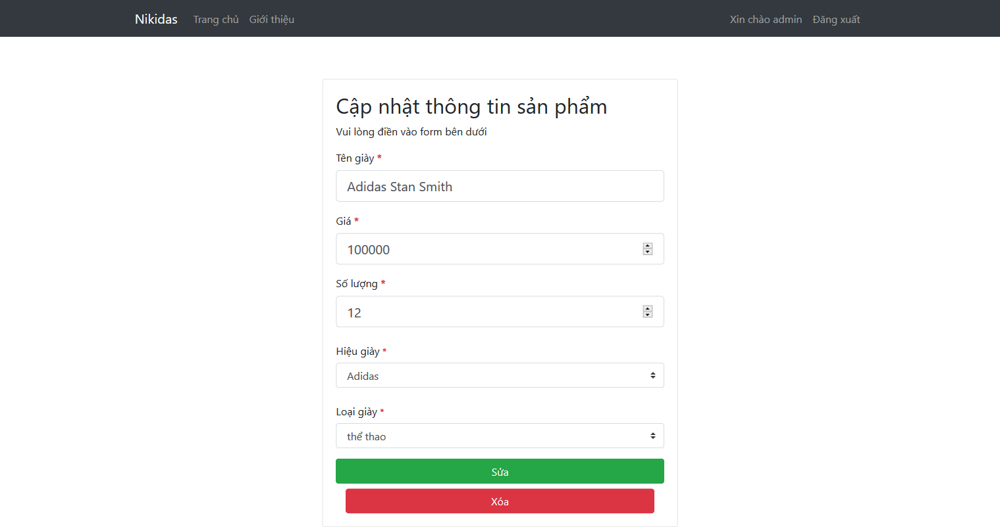 Nikidas Trang chủ Giới thiệu Xin chào admin Đăng xuất
Cập nhật thông tin sản phẩm
Vui lòng điền vào form bên dưới
Tên giày *
Adidas Stan Smith
Giá *
100000
Số lượng *
12
Hiệu giày *
Adidas
Loại giày *
thể thao
Sửa
Xóa